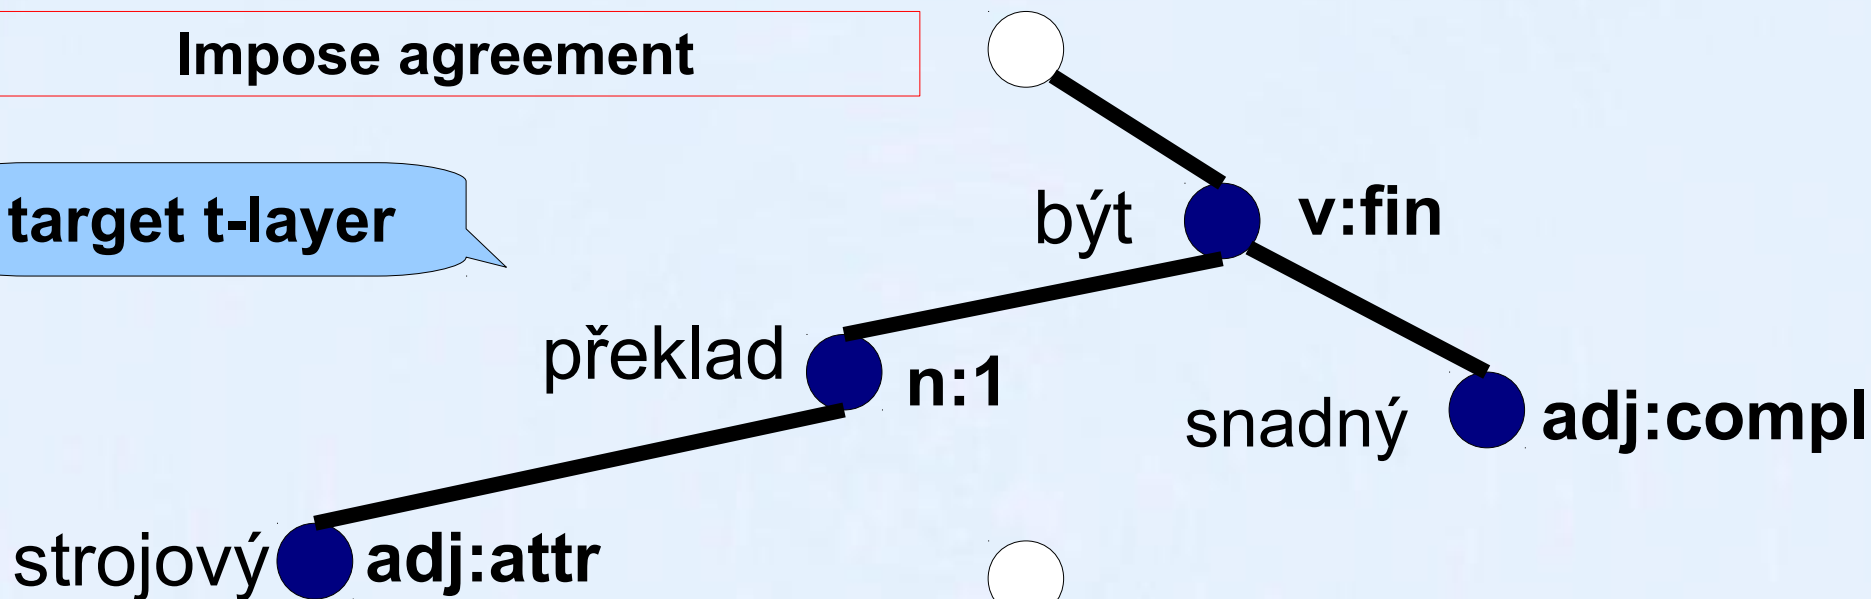 Impose agreement
target t-layer
být v:fin
překlad n:1
snadný adj:compl
strojový adj:attr